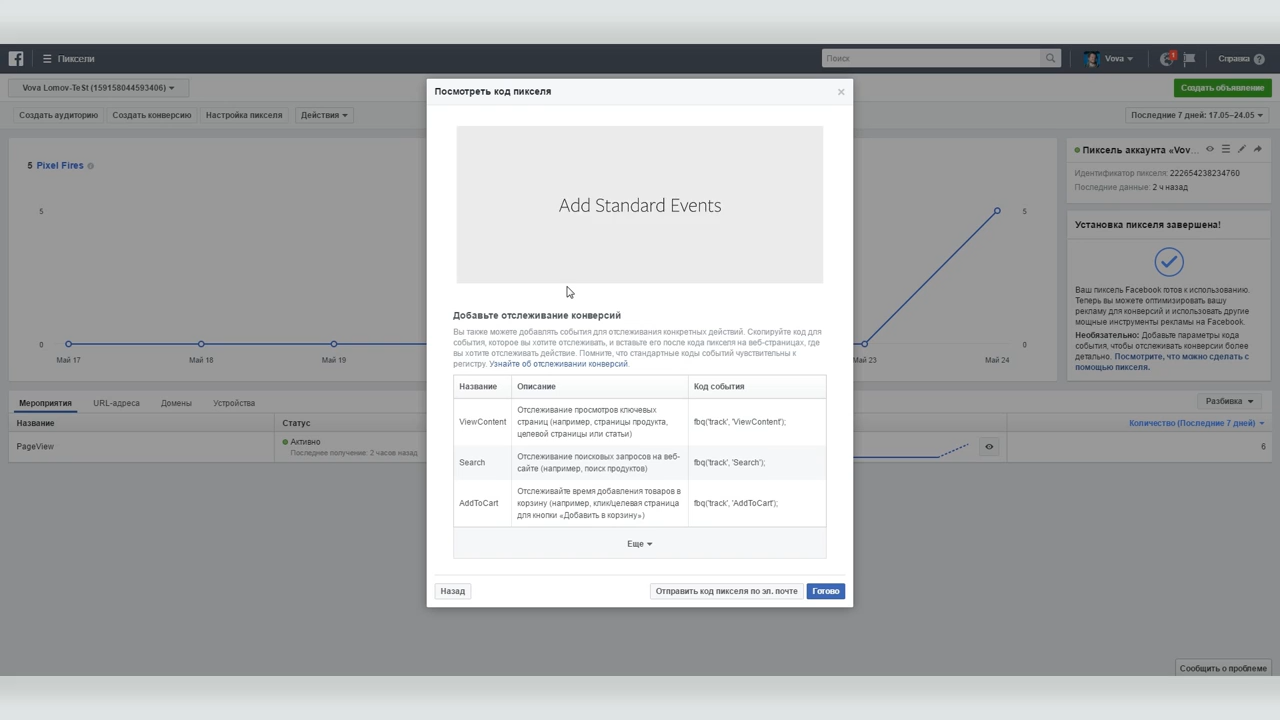 Пиксели
Поиск
Vova
1
Справка
Vova Lomov-TeSt (159158044593406)
Создать объявление
Создать аудиторию
Создать конверсию
Настройка пикселя
Действия
Последние 7 дней: 17.05–24.05
Посмотреть код пикселя
Add Standard Events
Добавьте отслеживание конверсий
Вы также можете добавлять события для отслеживания конкретных действий. Скопируйте код для
события, которое вы хотите отслеживать, и вставьте его после кода пикселя на веб-страницах, где
вы хотите отслеживать действие. Помните, что стандартные коды событий чувствительны к
регистру. Узнайте об отслеживании конверсий.
Название
Описание
Код события
ViewContent
Отслеживание просмотров ключевых
страниц (например, страницы продукта,
целевой страницы или статьи)
fbq('track', 'ViewContent');
Search
Отслеживание поисковых запросов на веб-
сайте (например, поиск продуктов)
fbq('track', 'Search');
AddToCart
Отслеживайте время добавления товаров в
корзину (например, клик/целевая страница
для кнопки «Добавить в корзину»)
fbq('track', 'AddToCart');
Еще
Назад
Отправить код пикселя по эл. почте
Готово
5 Pixel Fires
5
0
Май 17
Май 18
Май 19
Май 23
Май 24
5
0
Пиксель аккаунта «Vov...
Идентификатор пикселя: 222654238234760
Последние данные: 2 ч назад
Установка пикселя завершена!
Ваш пиксель Facebook готов к использованию.
Теперь вы можете оптимизировать вашу
рекламу для конверсий и использовать другие
мощные инструменты рекламы на Facebook.
Необязательно: Добавьте параметры кода
события, чтобы отслеживать конверсии более
детально. Посмотрите, что можно сделать с
помощью пикселя.
Мероприятия
URL-адреса
Домены
Устройства
Разбивка
Название
Статус
Количество (Последние 7 дней)
PageView
Активно
Последнее получение: 2 часов назад
6
Сообщить о проблеме